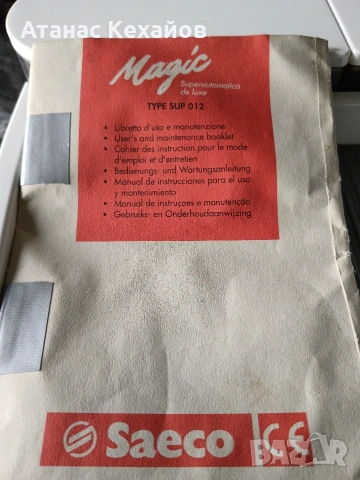 Атанас Кехайов
Magic
Superautomatica
de luxe
TYPE SUP 012
• Libretto d'uso e manutenzione
• User's and maintenance booklet
• Cahier des instruction pour le mode
d'emploi et d'entretien
• Bedienungs- und Wartungsanleitung
• Manual de instrucciones para el uso
y mantenimiento
• Manual de instruçoes e manutenção
• Gebruiks- en Onderhoudaanwijzing
Saeco
CE
BAZAR